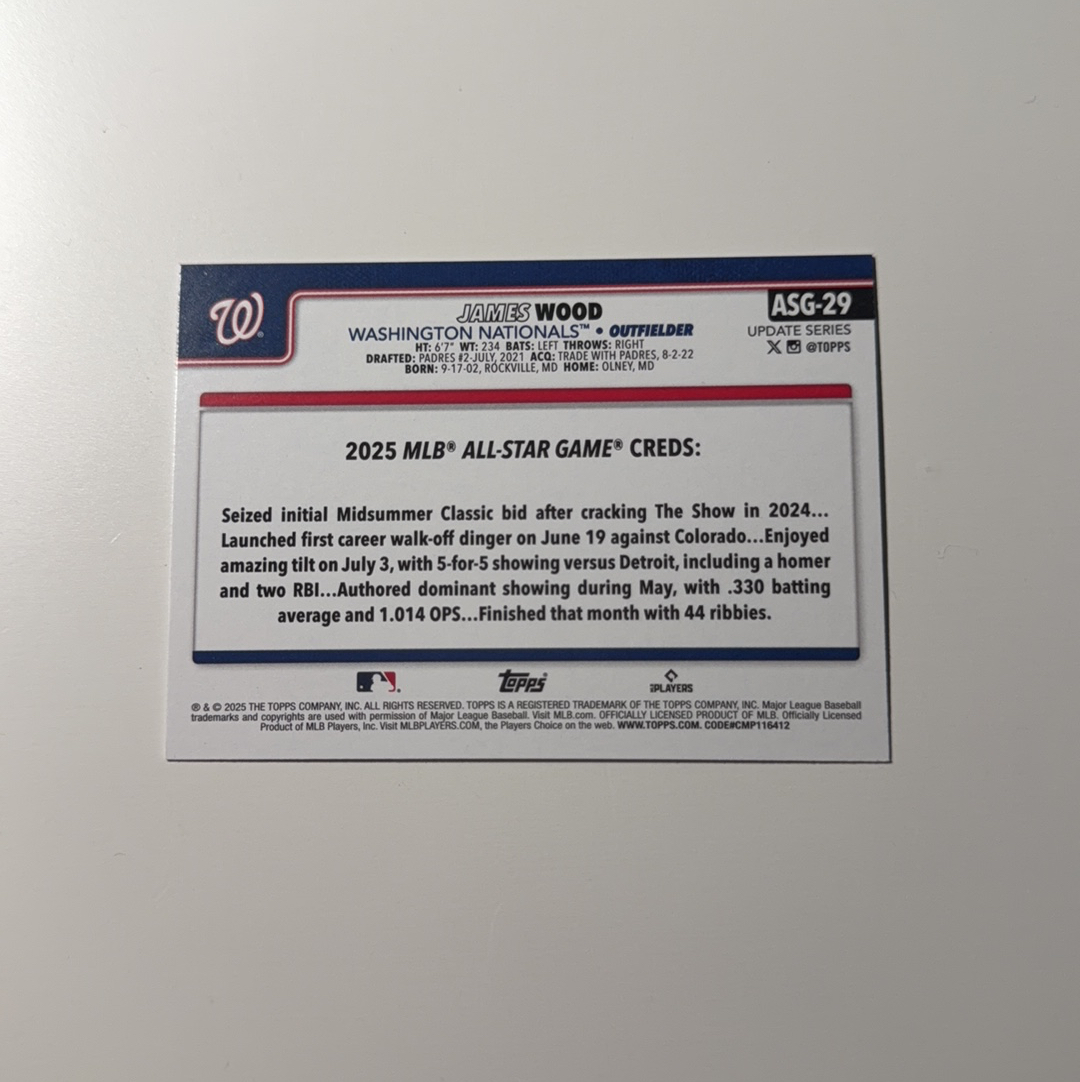 W
JAMES WOOD
ASG-29
WASHINGTON NATIONALS™ • OUTFIELDER
UPDATE SERIES
HT: 6'7" WT: 234 BATS: LEFT THROWS: RIGHT
X @TOPPS
DRAFTED: PADRES #2-JULY, 2021 ACQ: TRADE WITH PADRES, 8-2-22
BORN: 9-17-02, ROCKVILLE, MD HOME: OLNEY, MD
2025 MLB® ALL-STAR GAME® CREDS:
Seized initial Midsummer Classic bid after cracking The Show in 2024...
Launched first career walk-off dinger on June 19 against Colorado...Enjoyed
amazing tilt on July 3, with 5-for-5 showing versus Detroit, including a homer
and two RBI...Authored dominant showing during May, with .330 batting
average and 1.014 OPS...Finished that month with 44 ribbies.
Topps®
PLAYERS
® & © 2025 THE TOPPS COMPANY, INC. ALL RIGHTS RESERVED. TOPPS IS A REGISTERED TRADEMARK OF THE TOPPS COMPANY, INC. Major League Baseball
trademarks and copyrights are used with permission of Major League Baseball. Visit MLB.com. OFFICIALLY LICENSED PRODUCT OF MLB. Officially Licensed
Product of MLB Players, Inc. Visit MLBPLAYERS.COM, the Players Choice on the web. WWW.TOPPS.COM. CODE#CMP116412